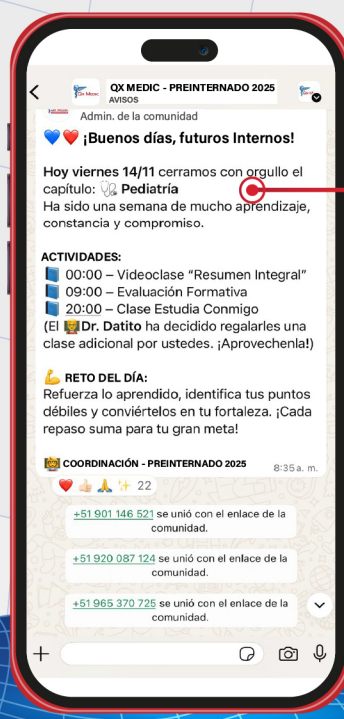 QX MEDIC - PREINTERNADO 2025
AVISOS
Admin. de la comunidad
💙❤️ ¡Buenos días, futuros Internos!
Hoy viernes 14/11 cerramos con orgullo el
capítulo: 🩺 Pediatría
Ha sido una semana de mucho aprendizaje,
constancia y compromiso.
ACTIVIDADES:
📘 00:00 – Videoclase “Resumen Integral”
📘 09:00 – Evaluación Formativa
📘 20:00 – Clase Estudia Conmigo
(El Dr. Datito ha decidido regalarles una
clase adicional por ustedes. ¡Aprovechenla!)
💪 RETO DEL DÍA:
Refuerza lo aprendido, identifica tus puntos
débiles y conviértelos en tu fortaleza. ¡Cada
repaso suma para tu gran meta!
COORDINACIÓN - PREINTERNADO 2025
8:35 a. m.
❤️👍🏻🙏✨ 22
+51 901 146 521 se unió con el enlace de la
comunidad.
+51 920 087 124 se unió con el enlace de la
comunidad.
+51 965 370 725 se unió con el enlace de la
comunidad.